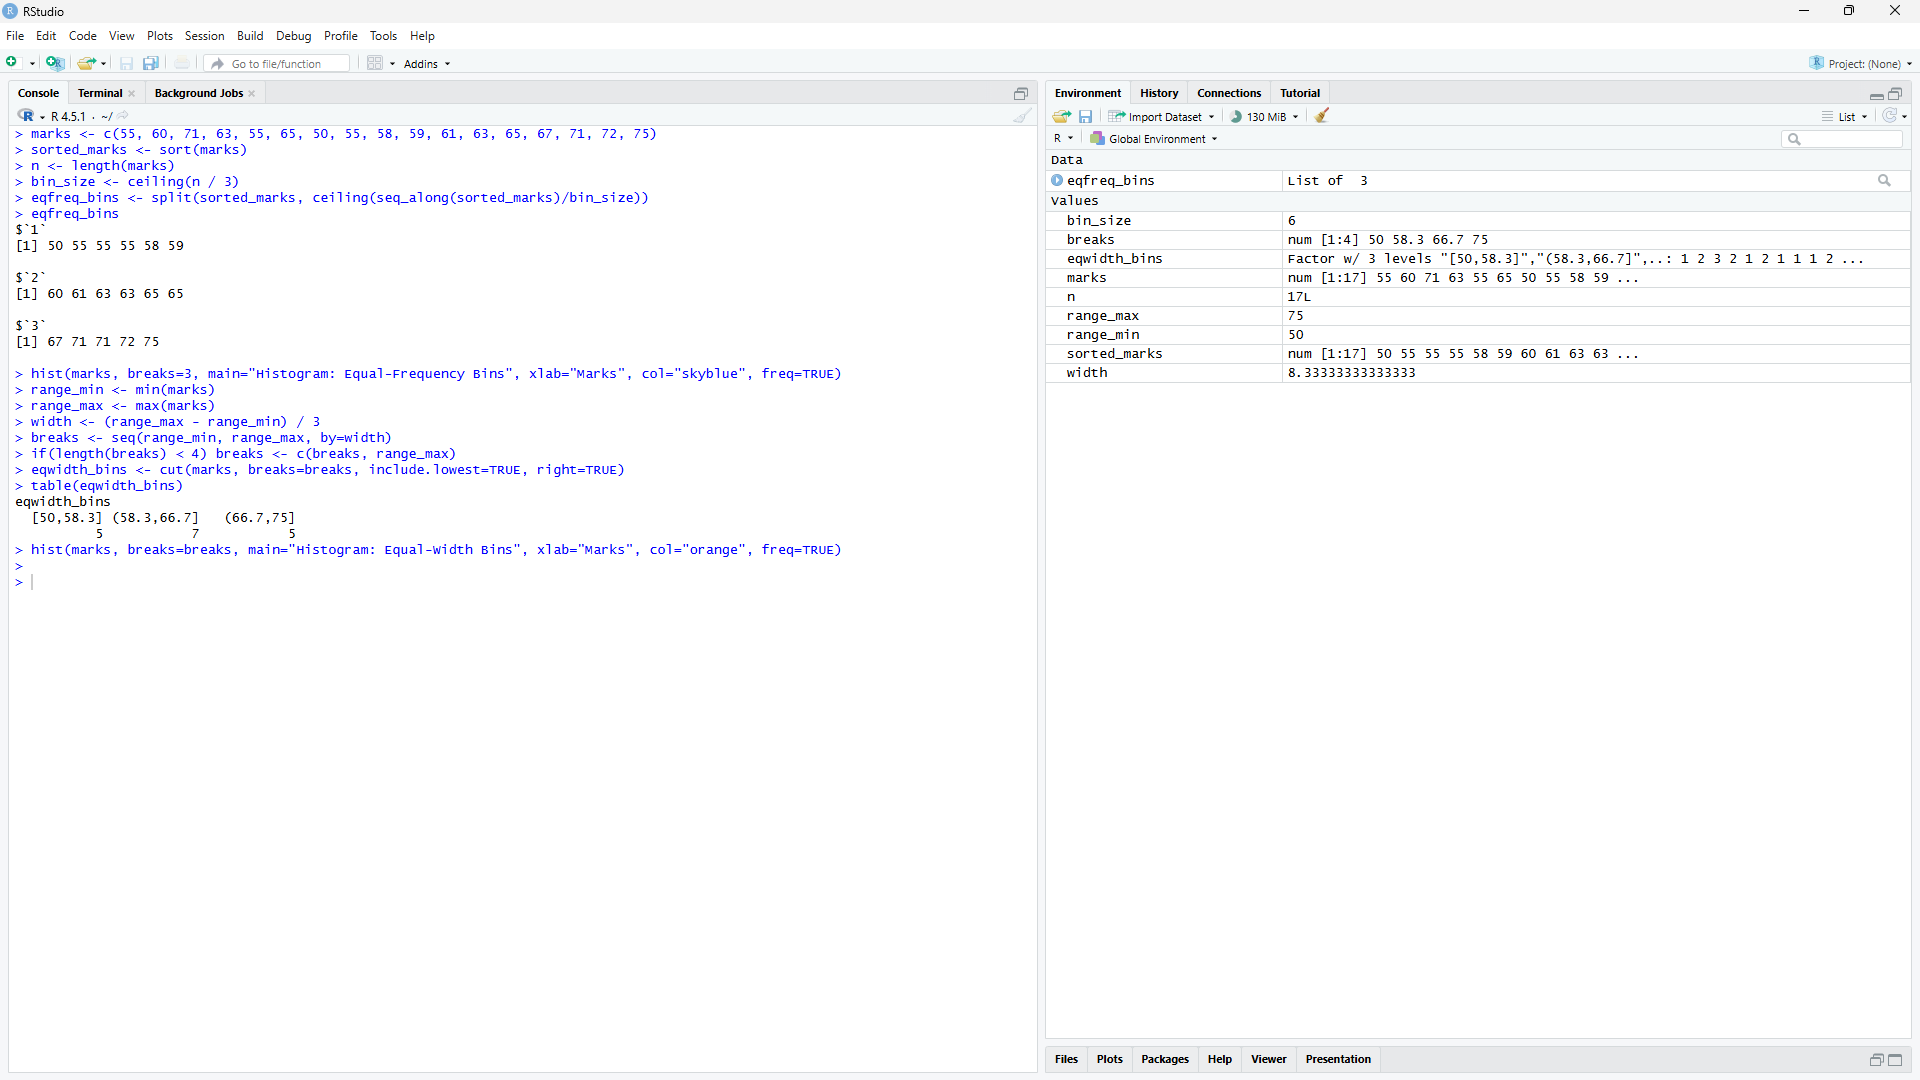 RStudio
File Edit Code View Plots Session Build Debug Profile Tools Help
Go to file/function Addins Project: (None)
Console Terminal Background Jobs
R 4.5.1 · ~/
> marks <- c(55, 60, 71, 63, 55, 65, 50, 55, 58, 59, 61, 63, 65, 67, 71, 72, 75)
> sorted_marks <- sort(marks)
> n <- length(marks)
> bin_size <- ceiling(n / 3)
> eqfreq_bins <- split(sorted_marks, ceiling(seq_along(sorted_marks)/bin_size))
> eqfreq_bins
$`1`
[1] 50 55 55 55 58 59
$`2`
[1] 60 61 63 63 65 65
$`3`
[1] 67 71 71 72 75
> hist(marks, breaks=3, main="Histogram: Equal-Frequency Bins", xlab="Marks", col="skyblue", freq=TRUE)
> range_min <- min(marks)
> range_max <- max(marks)
> width <- (range_max - range_min) / 3
> breaks <- seq(range_min, range_max, by=width)
> if(length(breaks) < 4) breaks <- c(breaks, range_max)
> eqwidth_bins <- cut(marks, breaks=breaks, include.lowest=TRUE, right=TRUE)
> table(eqwidth_bins)
eqwidth_bins
[50,58.3] (58.3,66.7] (66.7,75]
5 7 5
> hist(marks, breaks=breaks, main="Histogram: Equal-Width Bins", xlab="Marks", col="orange", freq=TRUE)
>
>
Environment History Connections Tutorial
Import Dataset 130 MiB List
R Global Environment
Data
eqfreq_bins List of 3
Values
bin_size 6
breaks num [1:4] 50 58.3 66.7 75
eqwidth_bins Factor w/ 3 levels "[50,58.3]","(58.3,66.7]",..: 1 2 3 2 1 2 1 1 1 2 ...
marks num [1:17] 55 60 71 63 55 65 50 55 58 59 ...
n 17L
range_max 75
range_min 50
sorted_marks num [1:17] 50 55 55 55 58 59 60 61 63 63 ...
width 8.33333333333333
Files Plots Packages Help Viewer Presentation